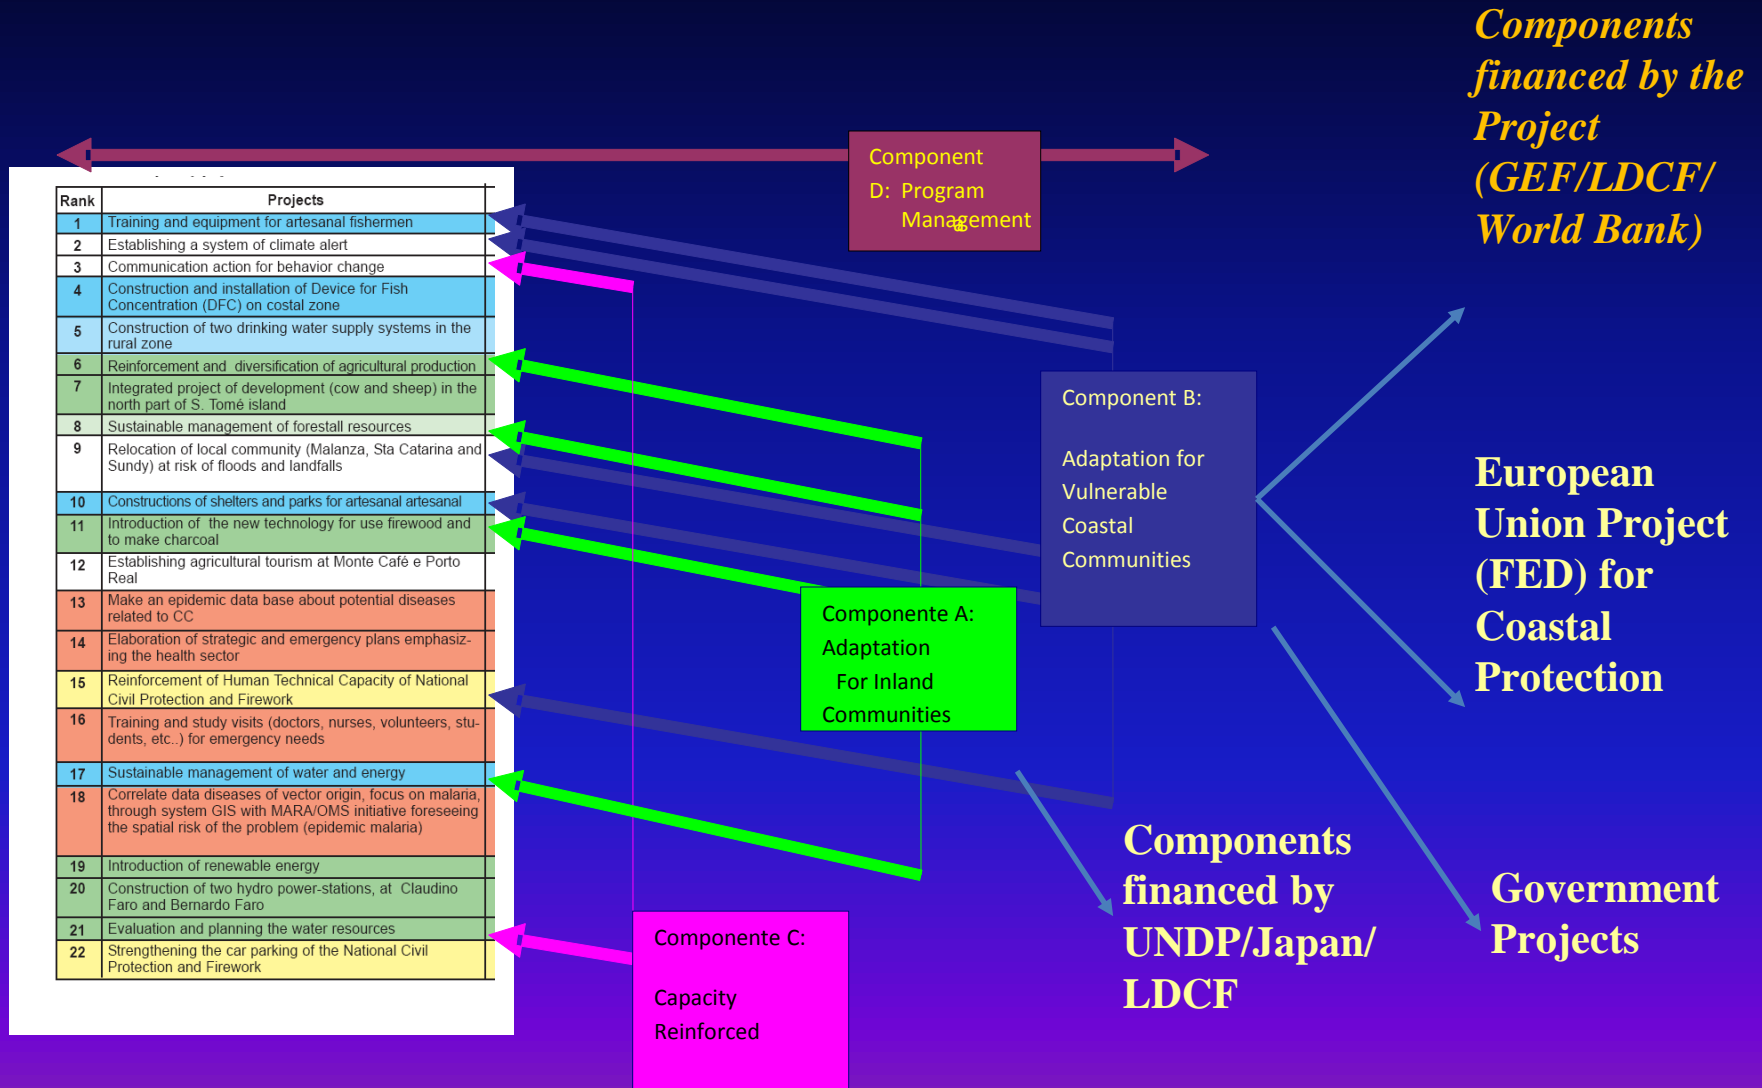 Components
financed by the
Project
(GEF/LDCF/
World Bank)
Component
D: Program
Management
Rank Projects
1 Training and equipment for artesanal fishermen
2 Establishing a system of climate alert
3 Communication action for behavior change
4 Construction and installation of Device for Fish
Concentration (DFC) on costal zone
5 Construction of two drinking water supply systems in the
rural zone
6 Reinforcement and diversification of agricultural production
7 Integrated project of development (cow and sheep) in the
north part of S. Tomé island
8 Sustainable management of forestall resources
9 Relocation of local community (Malanza, Sta Catarina and
Sundy) at risk of floods and landfalls
10 Constructions of shelters and parks for artesanal artesanal
11 Introduction of the new technology for use firewood and
to make charcoal
12 Establishing agricultural tourism at Monte Café e Porto
Real
13 Make an epidemic data base about potential diseases
related to CC
14 Elaboration of strategic and emergency plans emphasiz-
ing the health sector
15 Reinforcement of Human Technical Capacity of National
Civil Protection and Firework
16 Training and study visits (doctors, nurses, volunteers, stu-
dents, etc..) for emergency needs
17 Sustainable management of water and energy
18 Correlate data diseases of vector origin, focus on malaria,
through system GIS with MARA/OMS initiative foreseeing
the spatial risk of the problem (epidemic malaria)
19 Introduction of renewable energy
20 Construction of two hydro power-stations, at Claudino
Faro and Bernardo Faro
21 Evaluation and planning the water resources
22 Strengthening the car parking of the National Civil
Protection and Firework
Component B:
Adaptation for
Vulnerable
Coastal
Communities
Componente A:
Adaptation
For Inland
Communities
Componente C:
Capacity
Reinforced
European
Union Project
(FED) for
Coastal
Protection
Components
financed by
UNDP/Japan/
LDCF
Government
Projects